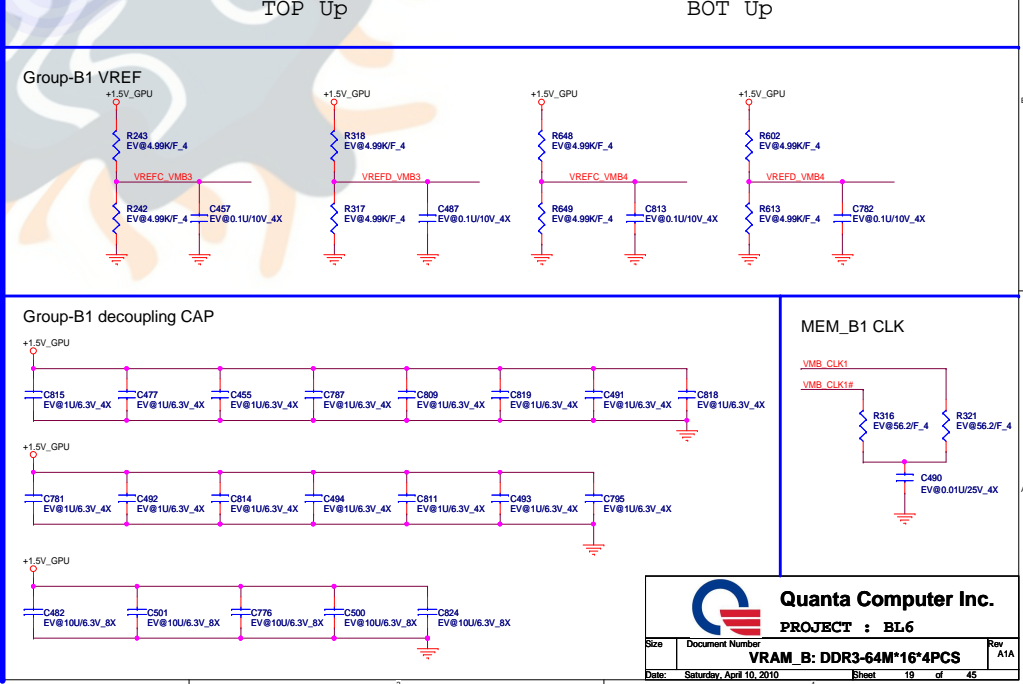 TOP Up BOT Up
Group-B1 VREF
+1.5V_GPU +1.5V_GPU +1.5V_GPU +1.5V_GPU
R243 R318 R648 R602
EV@4.99K/F_4 EV@4.99K/F_4 EV@4.99K/F_4 EV@4.99K/F_4
VREFC_VMB3 VREFD_VMB3 VREFC_VMB4 VREFD_VMB4
R242 C457 R317 C487 R649 C813 R613 C782
EV@4.99K/F_4 EV@0.1U/10V_4X EV@4.99K/F_4 EV@0.1U/10V_4X EV@4.99K/F_4 EV@0.1U/10V_4X EV@4.99K/F_4 EV@0.1U/10V_4X
Group-B1 decoupling CAP
+1.5V_GPU
C815 C477 C455 C787 C809 C819 C491 C818
EV@1U/6.3V_4X EV@1U/6.3V_4X EV@1U/6.3V_4X EV@1U/6.3V_4X EV@1U/6.3V_4X EV@1U/6.3V_4X EV@1U/6.3V_4X EV@1U/6.3V_4X
+1.5V_GPU
C781 C492 C814 C494 C811 C493 C795
EV@1U/6.3V_4X EV@1U/6.3V_4X EV@1U/6.3V_4X EV@1U/6.3V_4X EV@1U/6.3V_4X EV@1U/6.3V_4X EV@1U/6.3V_4X
+1.5V_GPU
C482 C501 C776 C500 C824
EV@10U/6.3V_8X EV@10U/6.3V_8X EV@10U/6.3V_8X EV@10U/6.3V_8X EV@10U/6.3V_8X
MEM_B1 CLK
VMB_CLK1
VMB_CLK1#
R316 R321
EV@56.2/F_4 EV@56.2/F_4
C490
EV@0.01U/25V_4X
Quanta Computer Inc.
PROJECT : BL6
Size Document Number Rev
VRAM_B: DDR3-64M*16*4PCS A1A
Date: Saturday, April 10, 2010 Sheet 19 of 45